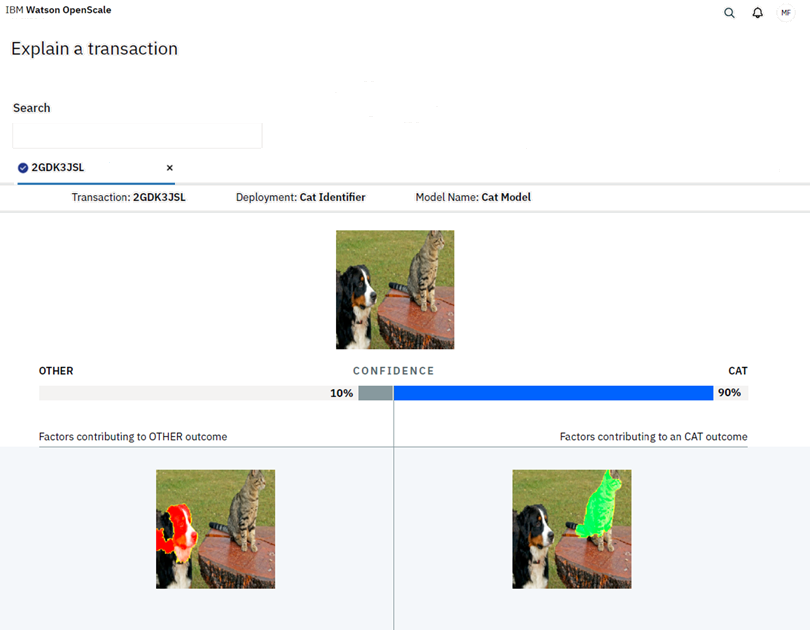 IBM Watson OpenScale
MF
Explain a transaction
Search
2GDK3JSL ×
Transaction: 2GDK3JSL Deployment: Cat Identifier Model Name: Cat Model
OTHER CONFIDENCE CAT
10% 90%
Factors contributing to OTHER outcome Factors contributing to an CAT outcome